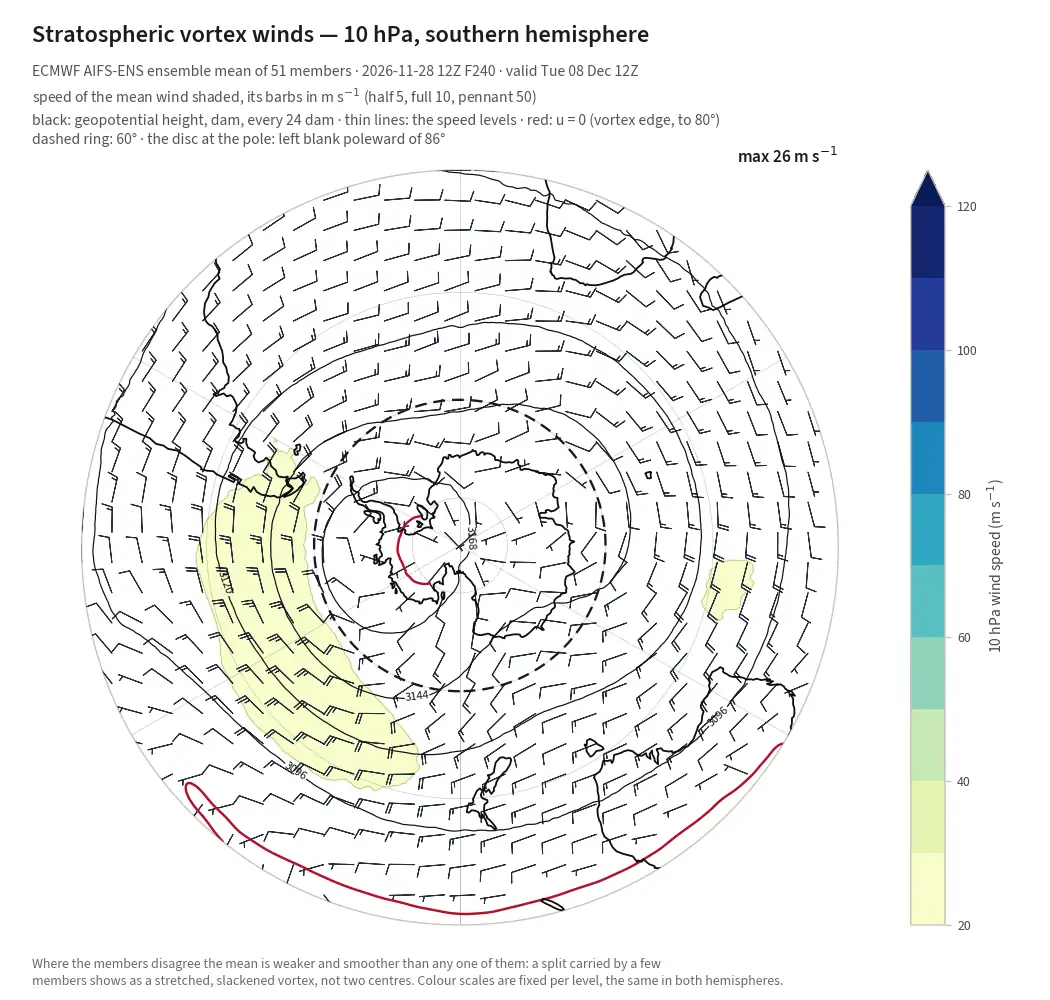 Stratospheric vortex winds — 10 hPa, southern hemisphere
ECMWF AIFS-ENS ensemble mean of 51 members · 2026-11-28 12Z F240 · valid Tue 08 Dec 12Z
speed of the mean wind shaded, its barbs in m s⁻¹ (half 5, full 10, pennant 50)
black: geopotential height, dam, every 24 dam · thin lines: the speed levels · red: u = 0 (vortex edge, to 80°)
dashed ring: 60° · the disc at the pole: left blank poleward of 86°
max 26 m s⁻¹
120
100
80
60
40
20
10 hPa wind speed (m s⁻¹)
3168
3120
3144
3096
3096
Where the members disagree the mean is weaker and smoother than any one of them: a split carried by a few
members shows as a stretched, slackened vortex, not two centres. Colour scales are fixed per level, the same in both hemispheres.